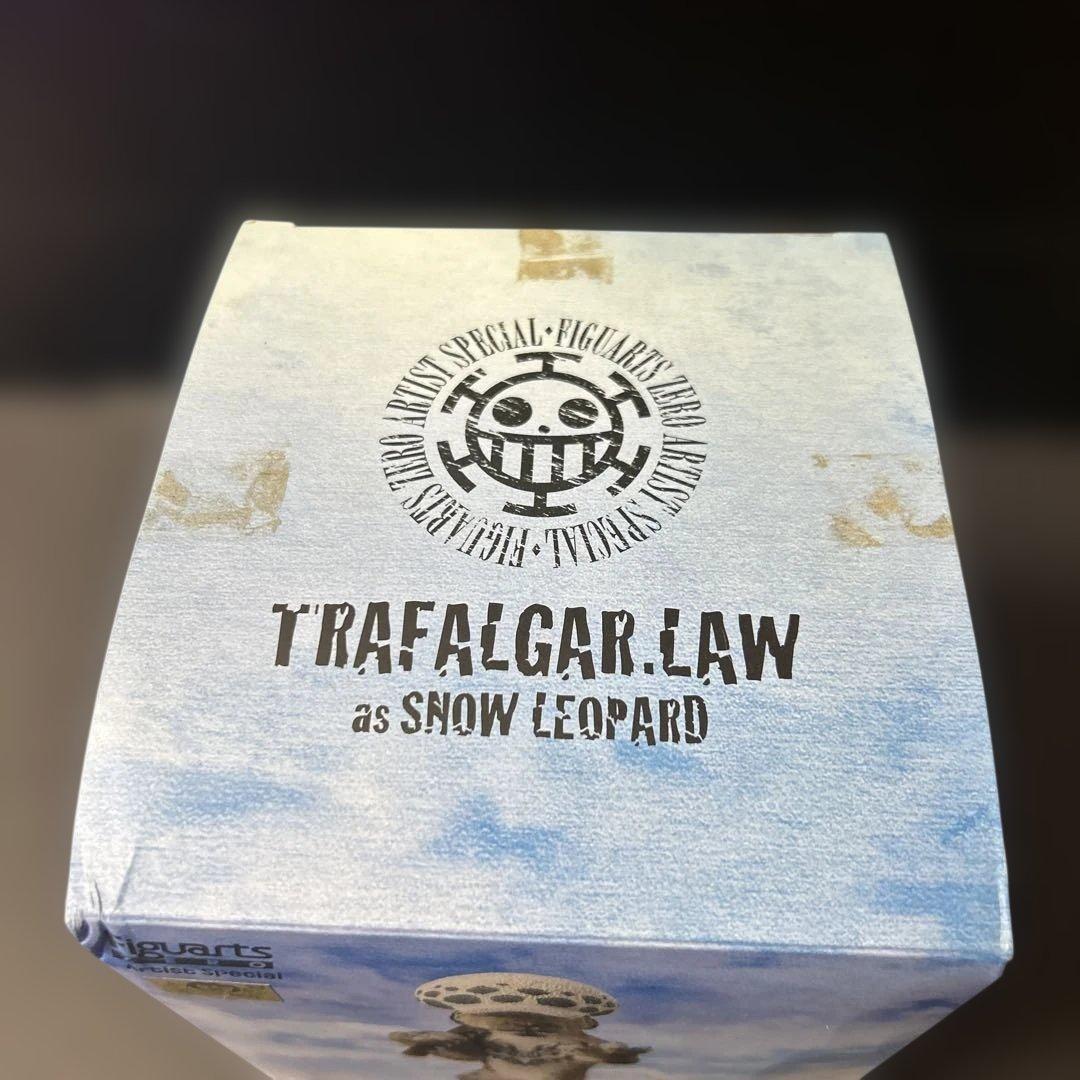 ARTIST SPECIAL・FIGUARTS ZERO ARTIST SPECIAL・FIGUARTS ZERO
TRAFALGAR.LAW
as SNOW LEOPARD
Figuarts
Artist Special